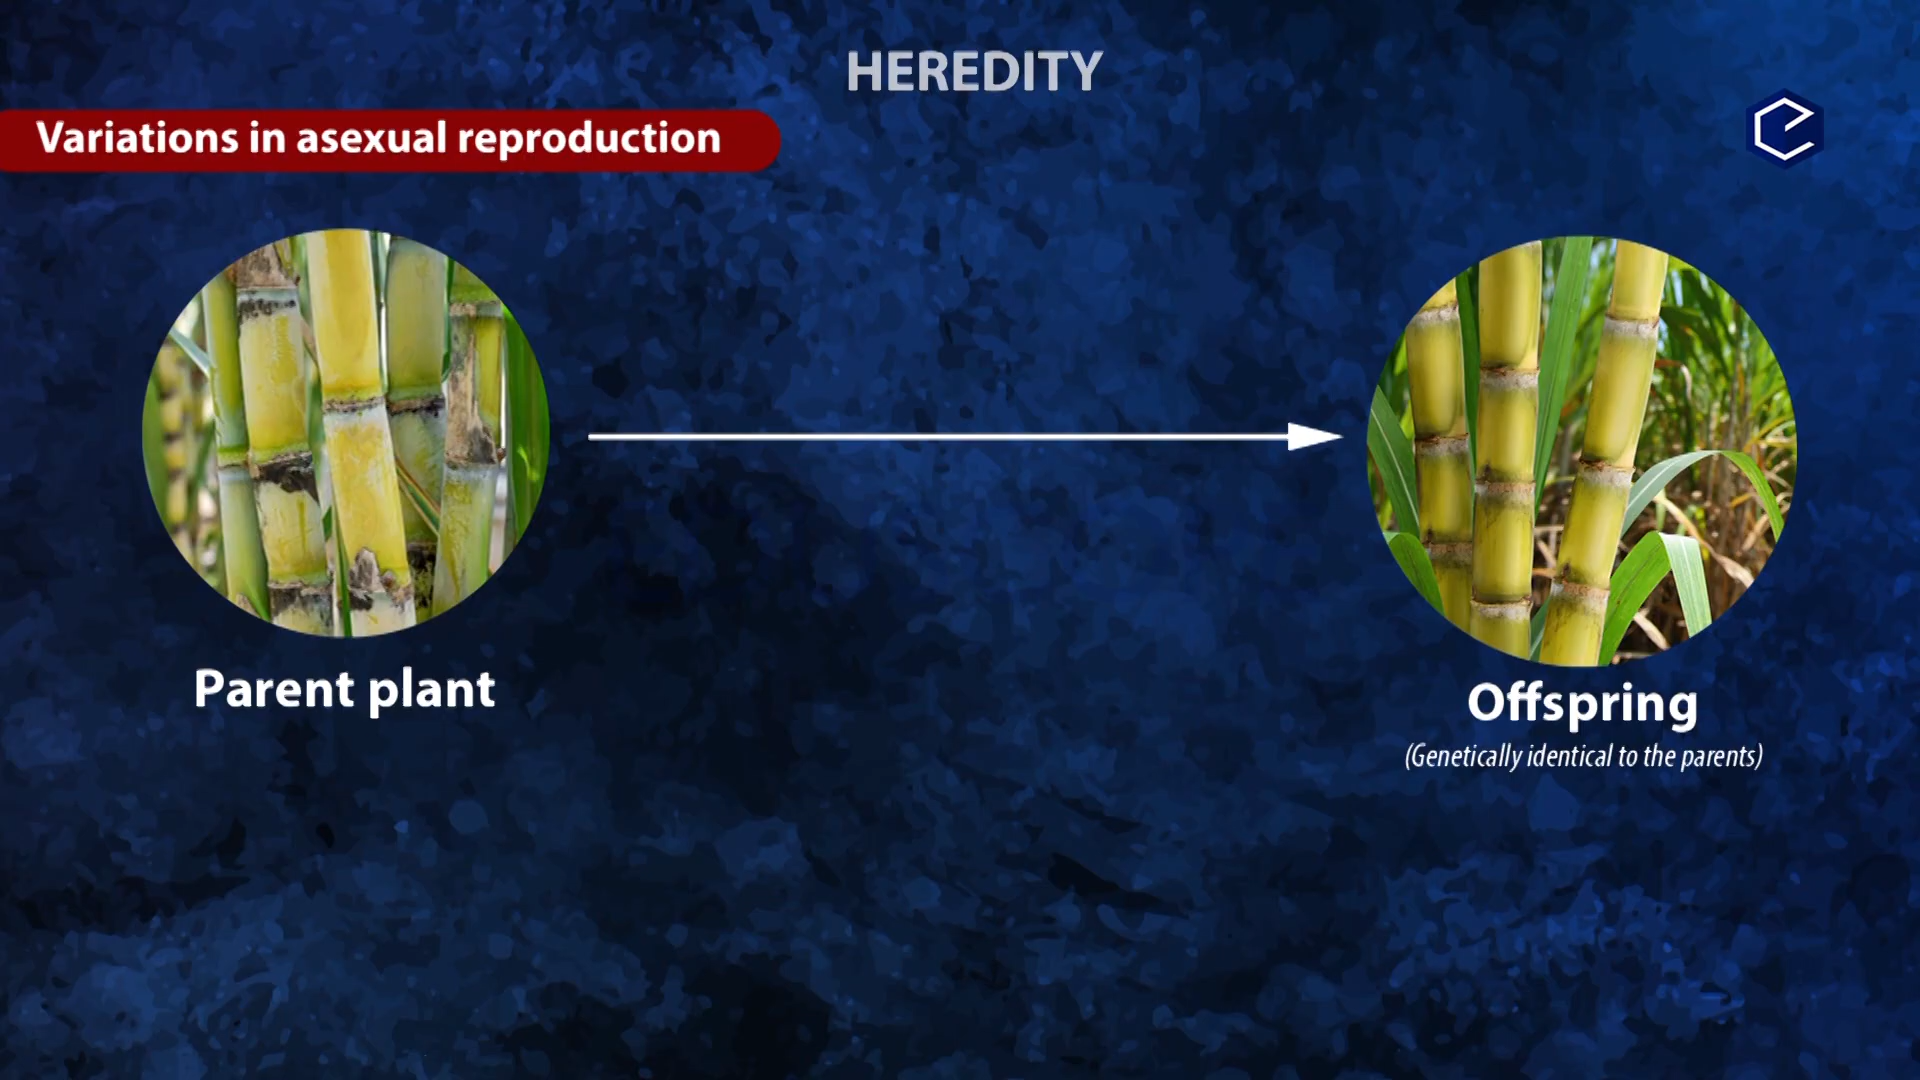 HEREDITY
Variations in asexual reproduction
Parent plant
Offspring
(Genetically identical to the parents)